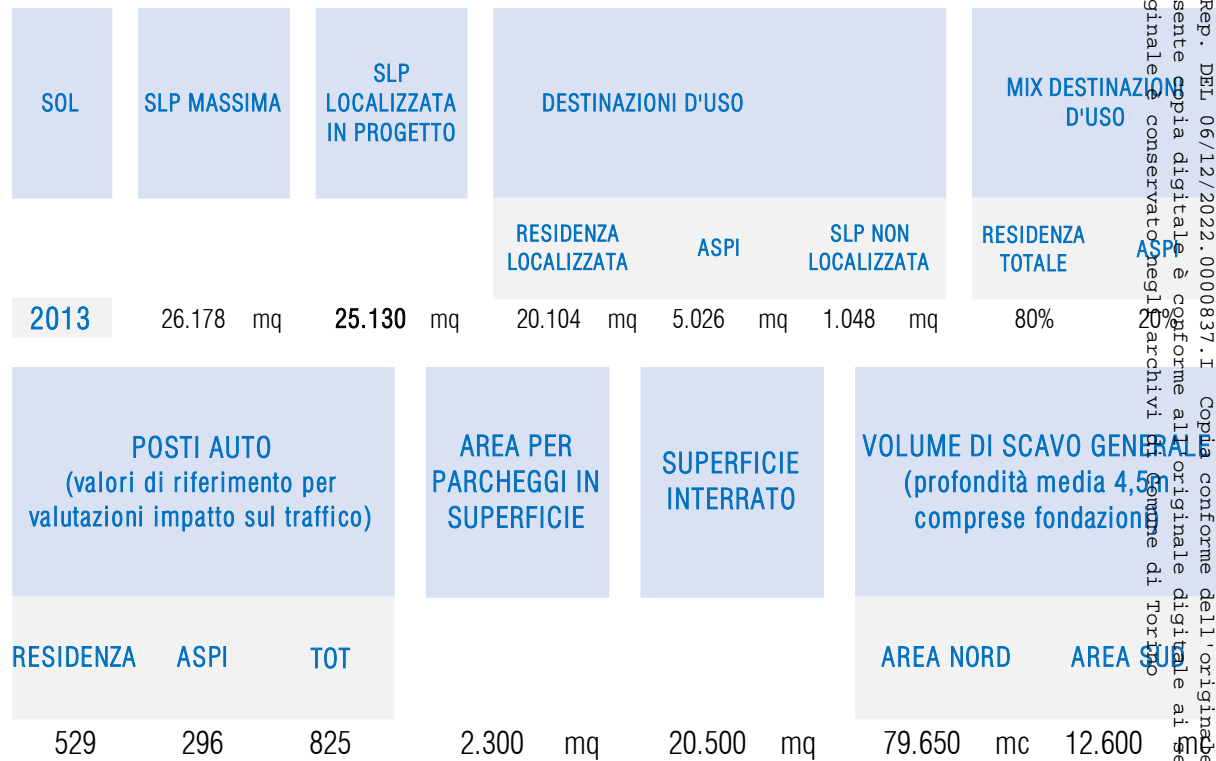 SOL
SLP MASSIMA
SLP
LOCALIZZATA
IN PROGETTO
DESTINAZIONI D'USO
MIX DESTINAZIONI
D'USO
RESIDENZA
LOCALIZZATA
ASPI
SLP NON
LOCALIZZATA
RESIDENZA
TOTALE
ASPI
2013
26.178 mq
25.130 mq
20.104 mq
5.026 mq
1.048 mq
80%
20%
POSTI AUTO
(valori di riferimento per
valutazioni impatto sul traffico)
AREA PER
PARCHEGGI IN
SUPERFICIE
SUPERFICIE
INTERRATO
VOLUME DI SCAVO GENERALE
(profondità media 4,5m
comprese fondazioni)
RESIDENZA
ASPI
TOT
AREA NORD
AREA SUD
529
296
825
2.300 mq
20.500 mq
79.650 mc
12.600
Rep. DEL 06/12/2022.0000837.I Copia conforme dell'originale
sente copia digitale è conforme all'originale digitale ai se
ginale è conservato negli archivi di Comune di Torino